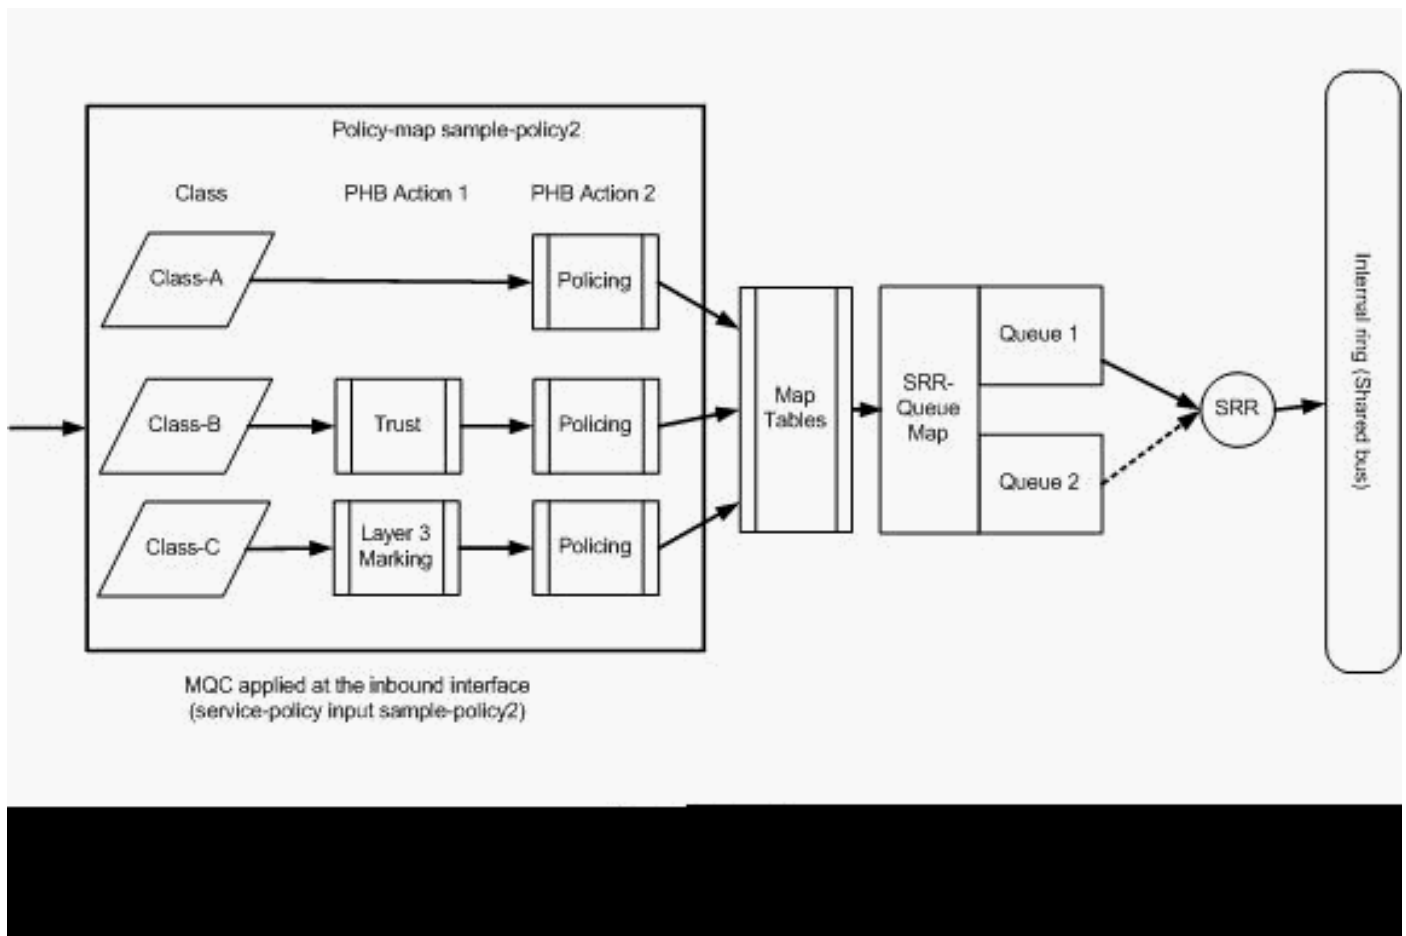 Policy-map sample-policy2
Class
PHB Action 1
PHB Action 2
Class-A
Policing
Class-B
Trust
Policing
Class-C
Layer 3
Marking
Policing
Map
Tables
SRR-
Queue
Map
Queue 1
Queue 2
SRR
Internal ring (Shared bus)
MQC applied at the inbound interface
(service-policy input sample-policy2)